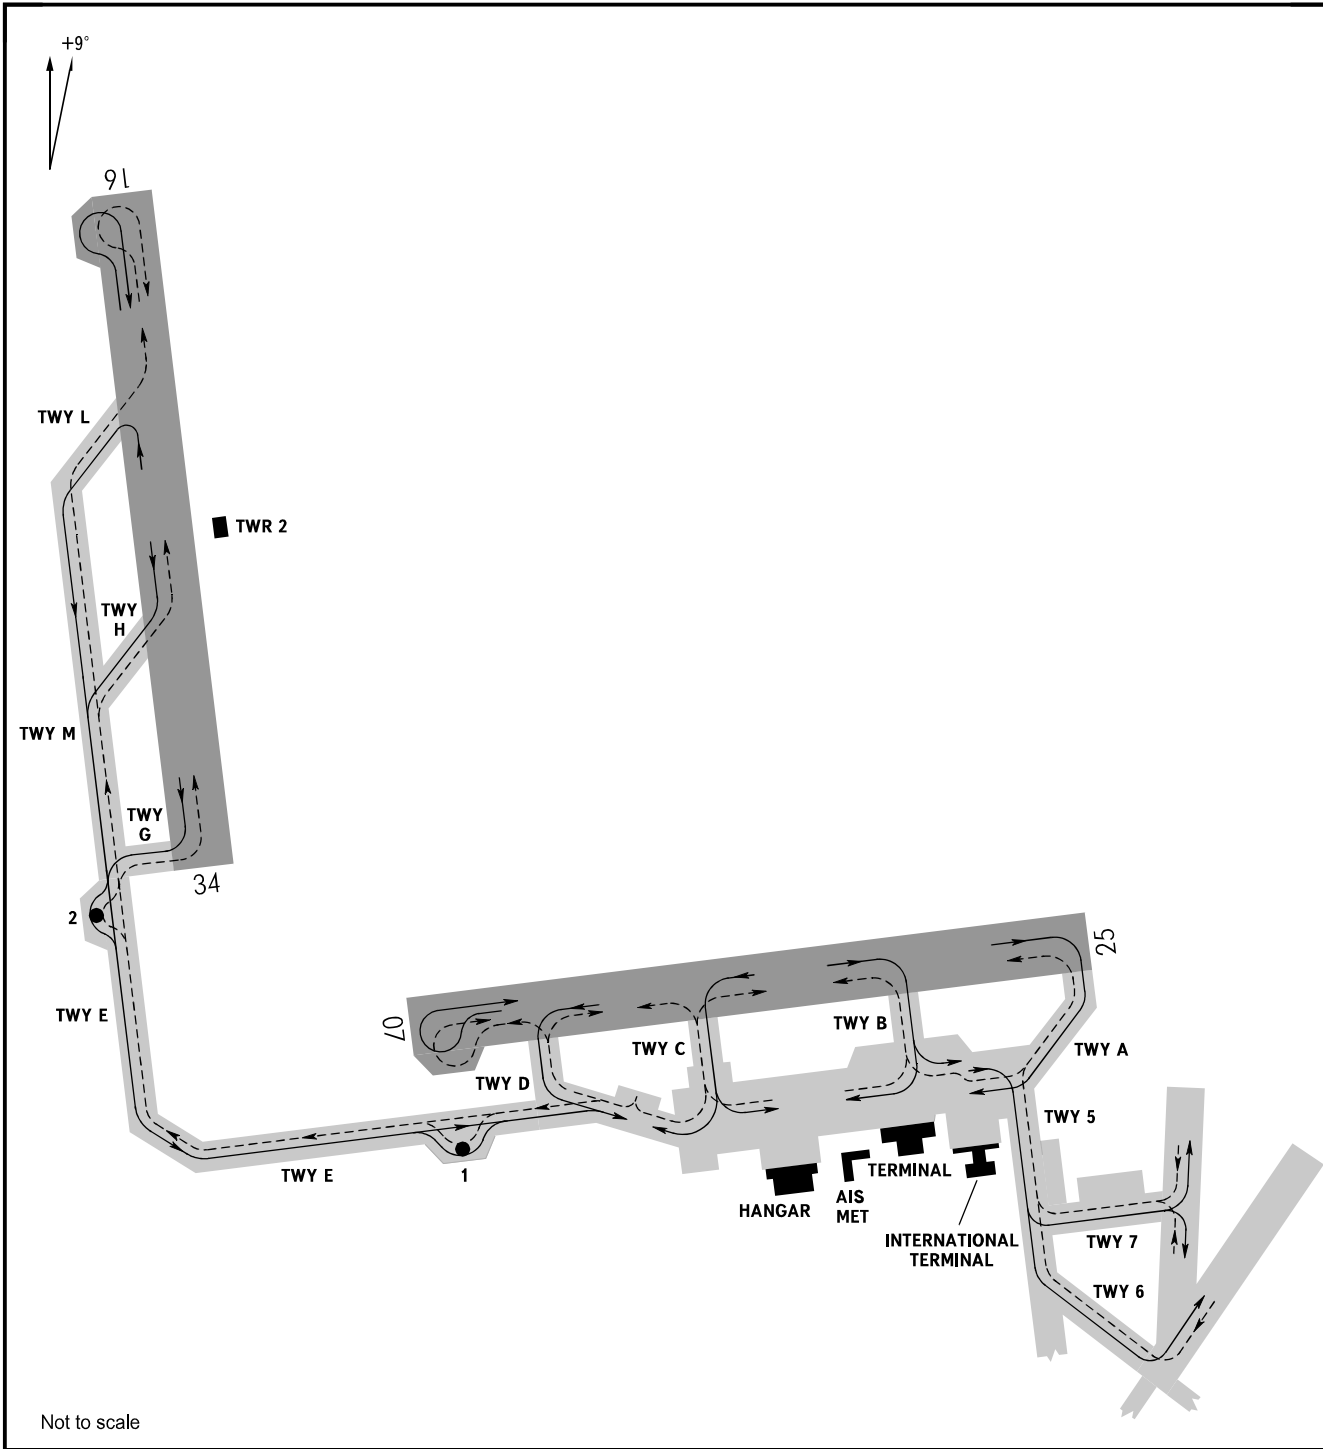 +9°
16
TWY L
TWR 2
TWY
H
TWY M
TWY
G
34
2
25
TWY E
07
TWY B
TWY C
TWY A
TWY D
TWY 5
TWY E
1
TERMINAL
HANGAR
AIS
MET
INTERNATIONAL
TERMINAL
TWY 7
TWY 6
Not to scale